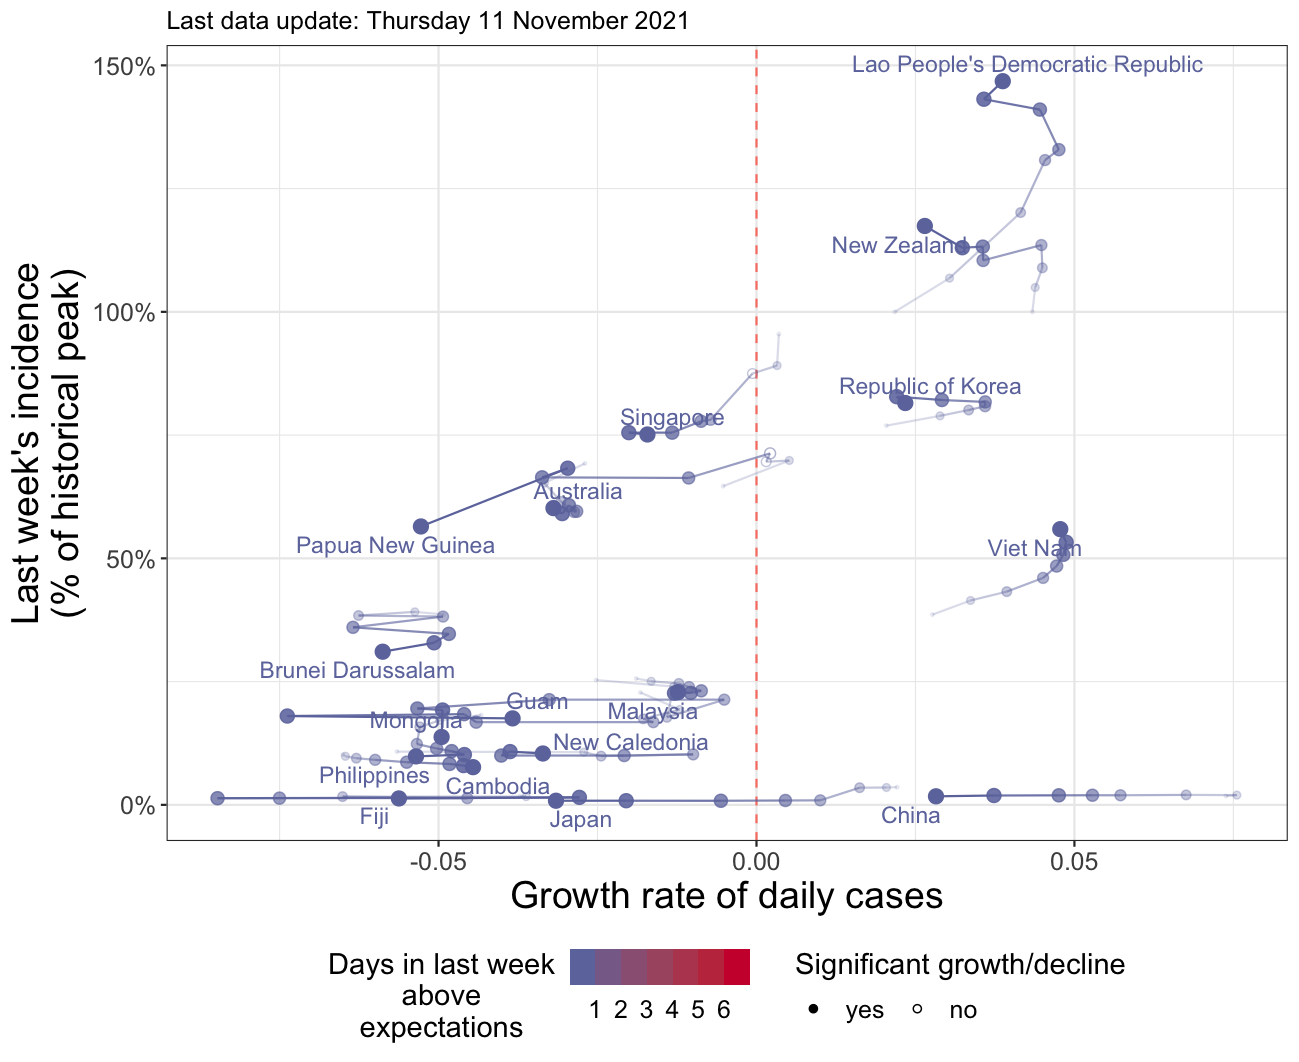 Last data update: Thursday 11 November 2021
150%
100%
50%
0%
Last week's incidence
(% of historical peak)
Lao People's Democratic Republic
New Zealand
Republic of Korea
Singapore
Australia
Papua New Guinea
Viet Nam
Brunei Darussalam
Guam
Malaysia
Mongolia
New Caledonia
Philippines
Cambodia
Fiji
Japan
China
-0.05
0.00
0.05
Growth rate of daily cases
Days in last week
above
expectations
1 2 3 4 5 6
Significant growth/decline
yes
no